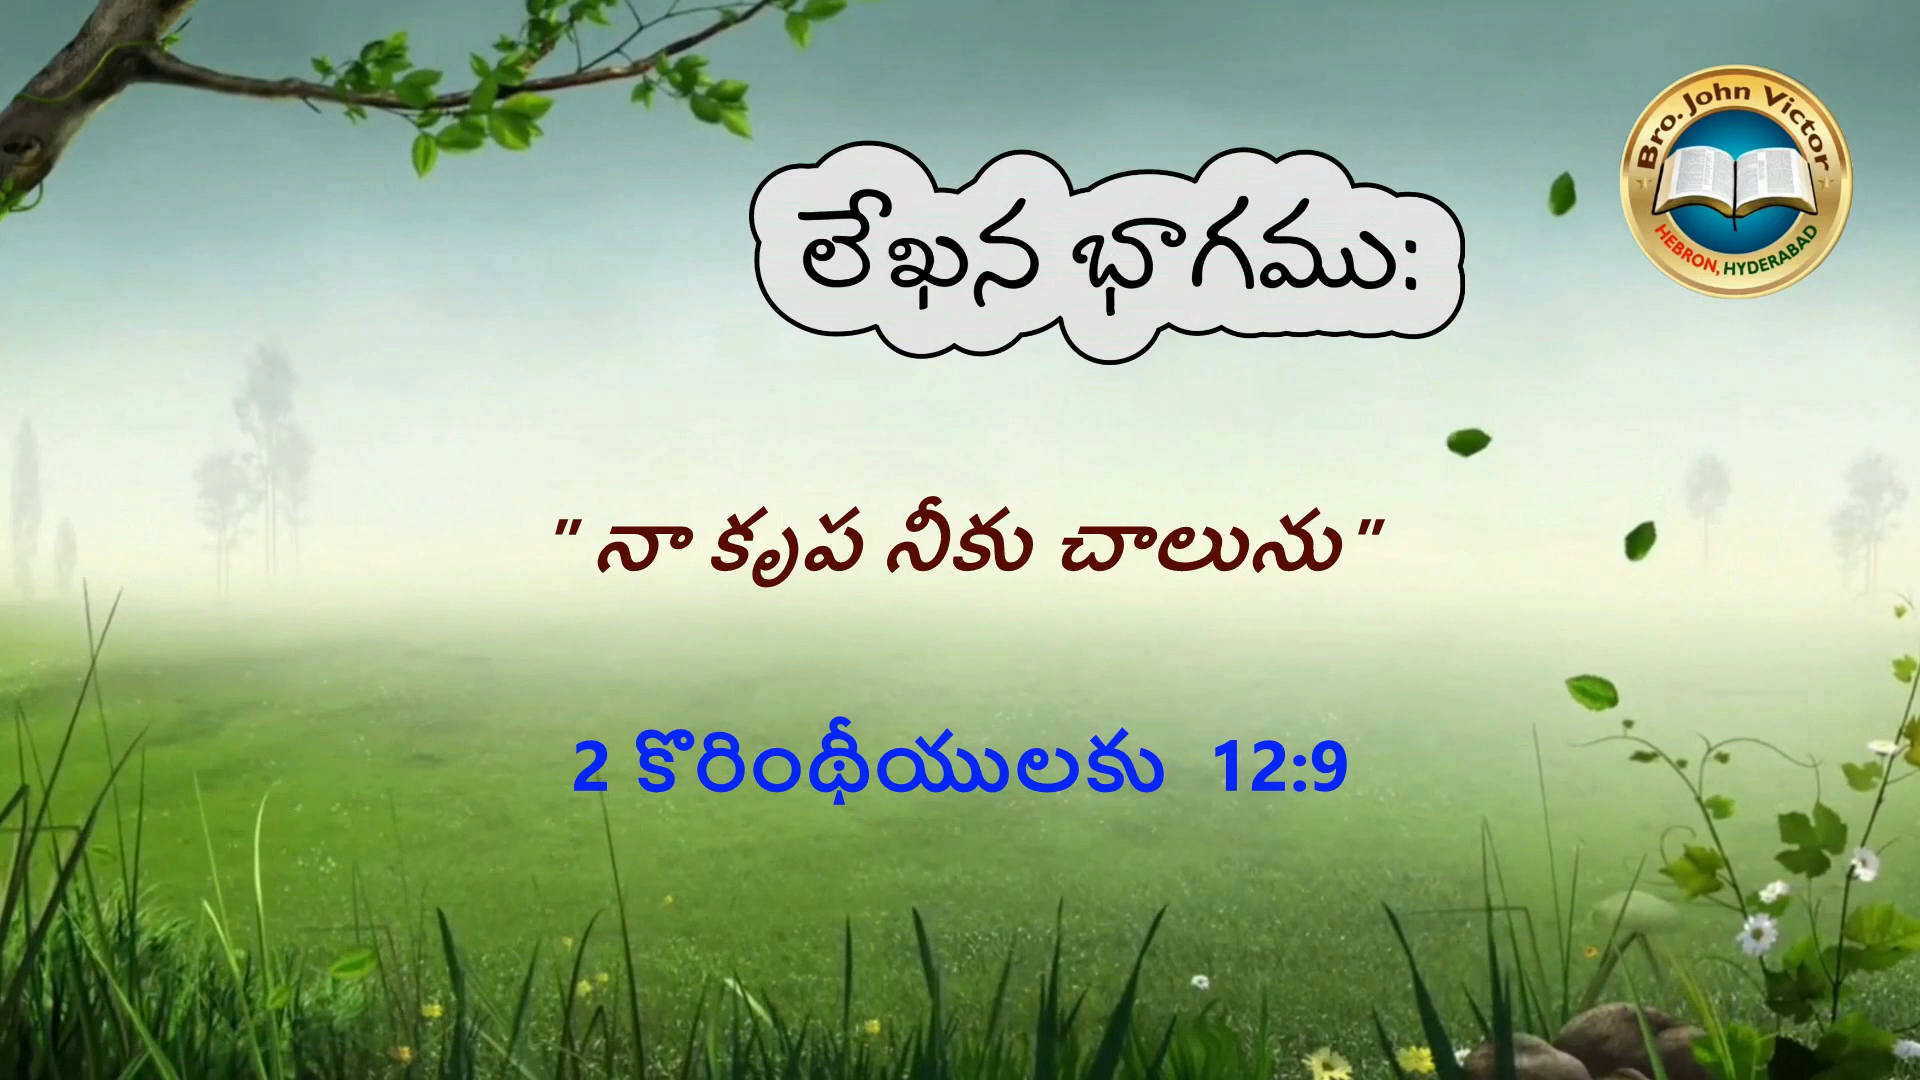 Bro. John Victor
HEBRON, HYDERABAD
లేఖన భాగము:
" నా కృప నీకు చాలును "
2 కొరింథీయులకు 12:9